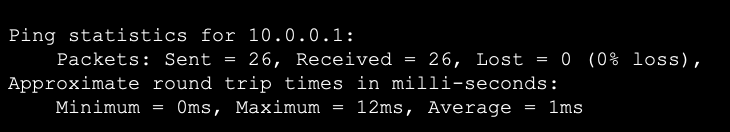 Ping statistics for 10.0.0.1:
    Packets: Sent = 26, Received = 26, Lost = 0 (0% loss),
Approximate round trip times in milli-seconds:
    Minimum = 0ms, Maximum = 12ms, Average = 1ms